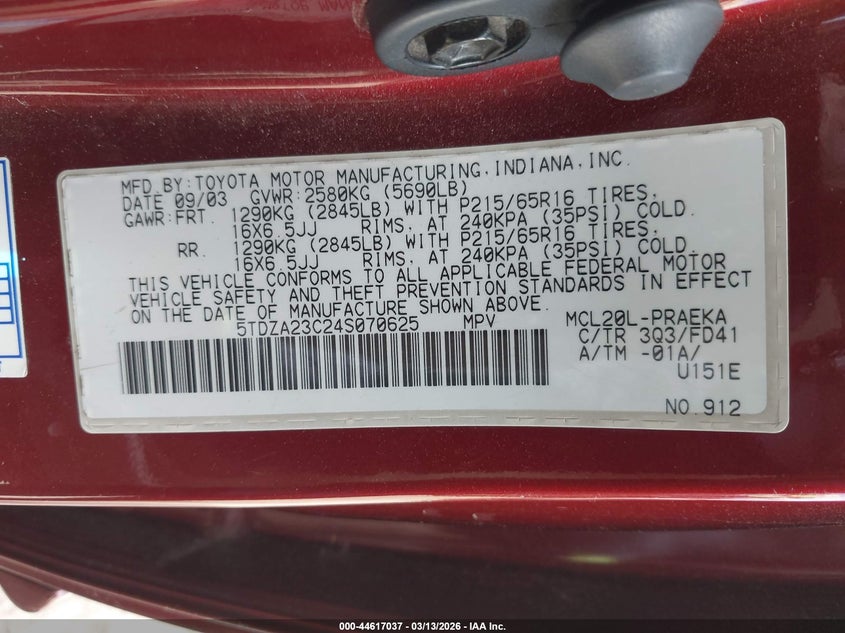 MFD.BY:TOYOTA MOTOR MANUFACTURING,INDIANA,INC.
DATE 09/03 GVWR:2580KG (5690LB)
GAWR:FRT. 1290KG (2845LB) WITH P215/65R16 TIRES,
16X6.5JJ RIMS, AT 240KPA (35PSI) COLD.
RR. 1290KG (2845LB) WITH P215/65R16 TIRES,
16X6.5JJ RIMS, AT 240KPA (35PSI) COLD.
THIS VEHICLE CONFORMS TO ALL APPLICABLE FEDERAL MOTOR
VEHICLE SAFETY AND THEFT PREVENTION STANDARDS IN EFFECT
ON THE DATE OF MANUFACTURE SHOWN ABOVE.
5TDZA23C24S070625 MPV MCL20L-PRAEKA
C/TR 3Q3/FD41
A/TM -01A/
U151E
NO.912
000-44617037 - 03/13/2026 - IAA Inc.